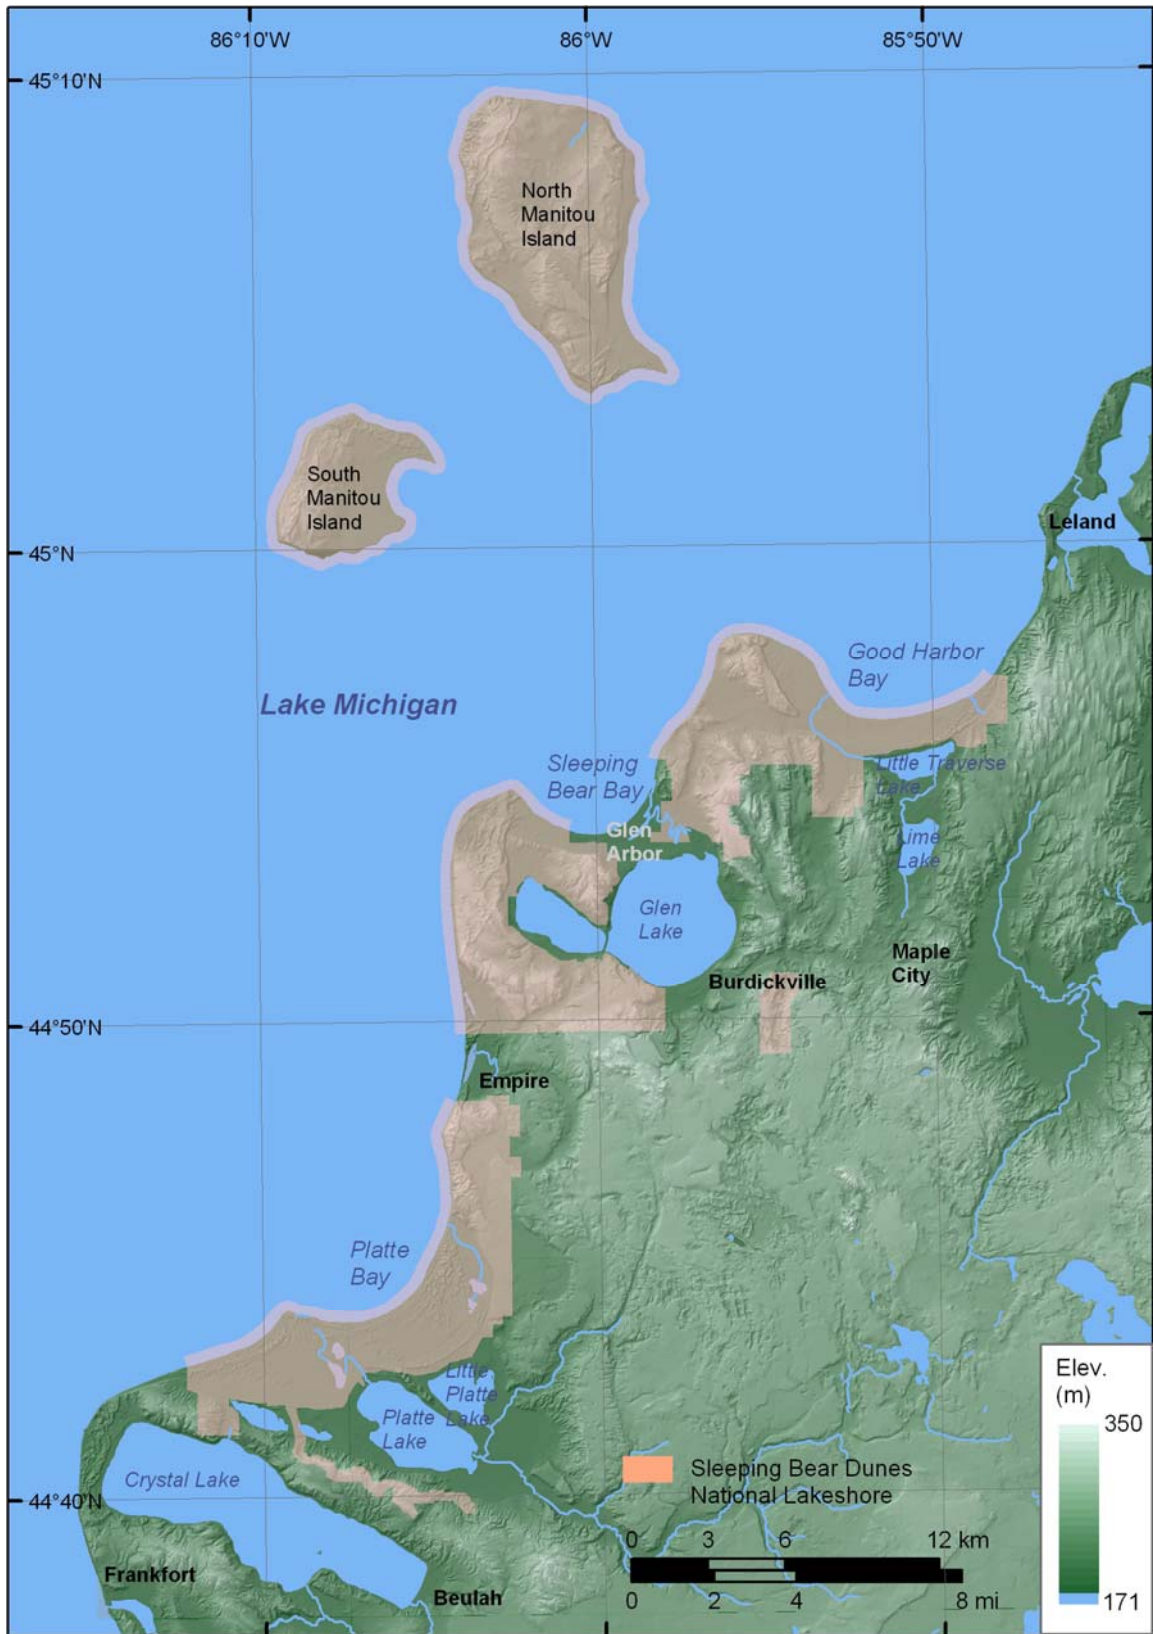 86°10'W
86°W
85°50'W
45°10'N
North
Manitou
Island
South
Manitou
Island
Leland
45°N
Good Harbor
Bay
Lake Michigan
Sleeping
Bear Bay
Little Traverse
Lake
Glen
Arbor
Lime
Lake
Glen
Lake
Maple
City
Burdickville
44°50'N
Empire
Platte
Bay
Elev.
(m)
350
171
Little
Platte
Lake
Platte
Lake
Crystal Lake
Sleeping Bear Dunes
National Lakeshore
44°40'N
0 3 6 12 km
0 2 4 8 mi
Frankfort
Beulah